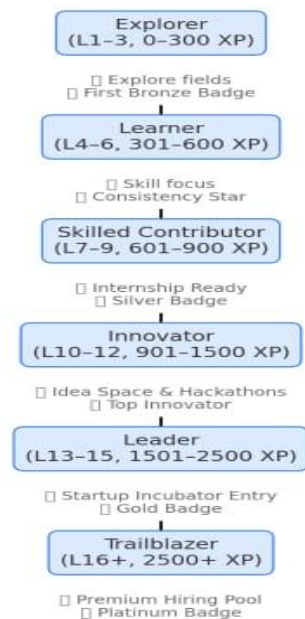 Explorer
(L1–3, 0–300 XP)
▯ Explore fields
▯ First Bronze Badge
Learner
(L4–6, 301–600 XP)
▯ Skill focus
▯ Consistency Star
Skilled Contributor
(L7–9, 601–900 XP)
▯ Internship Ready
▯ Silver Badge
Innovator
(L10–12, 901–1500 XP)
▯ Idea Space & Hackathons
▯ Top Innovator
Leader
(L13–15, 1501–2500 XP)
▯ Startup Incubator Entry
▯ Gold Badge
Trailblazer
(L16+, 2500+ XP)
▯ Premium Hiring Pool
▯ Platinum Badge